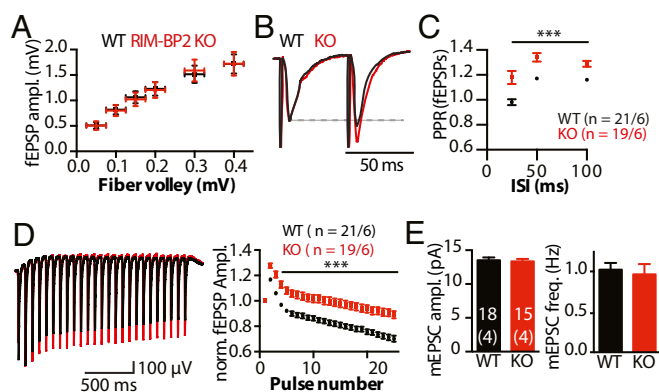 A
WT RIM-BP2 KO
fEPSP ampl. (mV)
2.0
1.5
1.0
0.5
0.0
0.0 0.1 0.2 0.3 0.4
Fiber volley (mV)
B
WT KO
50 ms
C
PPR (fEPSPs)
***
1.4
1.2
1.0
0.8
0.6
WT (n = 21/6)
KO (n = 19/6)
0 50 100
ISI (ms)
D
100 µV
500 ms
norm. fEPSP Ampl.
WT ( n = 21/6)
KO (n = 19/6)
***
1.4
1.2
1.0
0.8
0.6
0 10 20
Pulse number
E
mEPSC ampl. (pA)
15
10
5
0
18
(4)
15
(4)
WT KO
mEPSC freq. (Hz)
1.0
0.0
WT KO